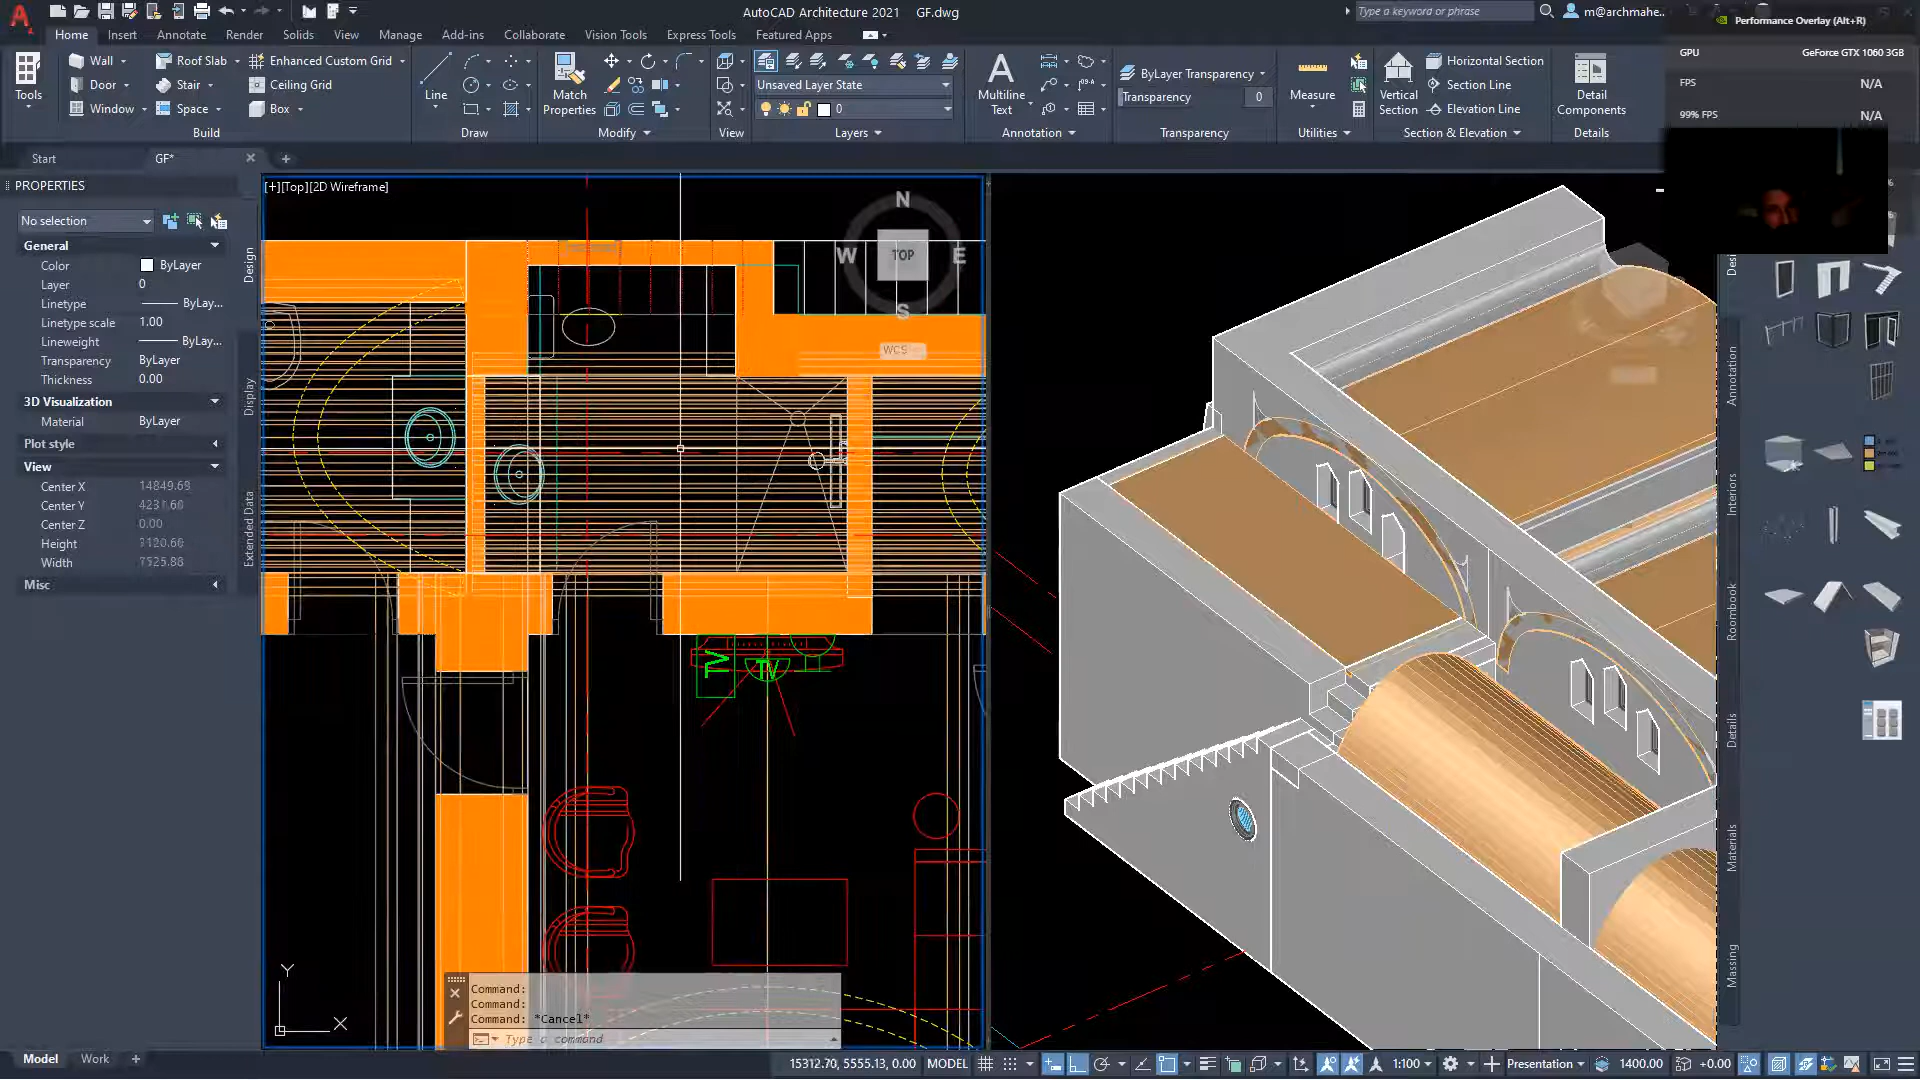 AutoCAD Architecture 2021 GF.dwg
Type a keyword or phrase
m@archmahe...
Performance Overlay (Alt+R)
Home Insert Annotate Render Solids View Manage Add-ins Collaborate Vision Tools Express Tools Featured Apps
GPU GeForce GTX 1060 3GB
FPS N/A
99% FPS N/A
Tools
Wall Roof Slab Enhanced Custom Grid
Door Stair Ceiling Grid
Window Space Box
Build
Line
Draw
Match Properties
Modify
View
Unsaved Layer State
0
Layers
Multiline Text
Annotation
ByLayer Transparency
Transparency 0
Transparency
Measure
Utilities
Vertical Section
Horizontal Section
Section Line
Elevation Line
Section & Elevation
Detail Components
Details
Start GF*
PROPERTIES
No selection
General
Color ByLayer
Layer 0
Linetype ByLay...
Linetype scale 1.00
Lineweight ByLay...
Transparency ByLayer
Thickness 0.00
3D Visualization
Material ByLayer
Plot style
View
Center X 14849.69
Center Y
Center Z 0.00
Height
Width
Misc
Design
Display
Extended Data
[+][Top][2D Wireframe]
N
W TOP E
S
WCS
TV
TV
Y
X
Command:
Command:
Command: *Cancel*
Type a command
Annotation
Interiors
Roombook
Details
Materials
Massing
Model Work +
15312.70, 5555.13, 0.00 MODEL
1:100
Presentation
1400.00
+0.00